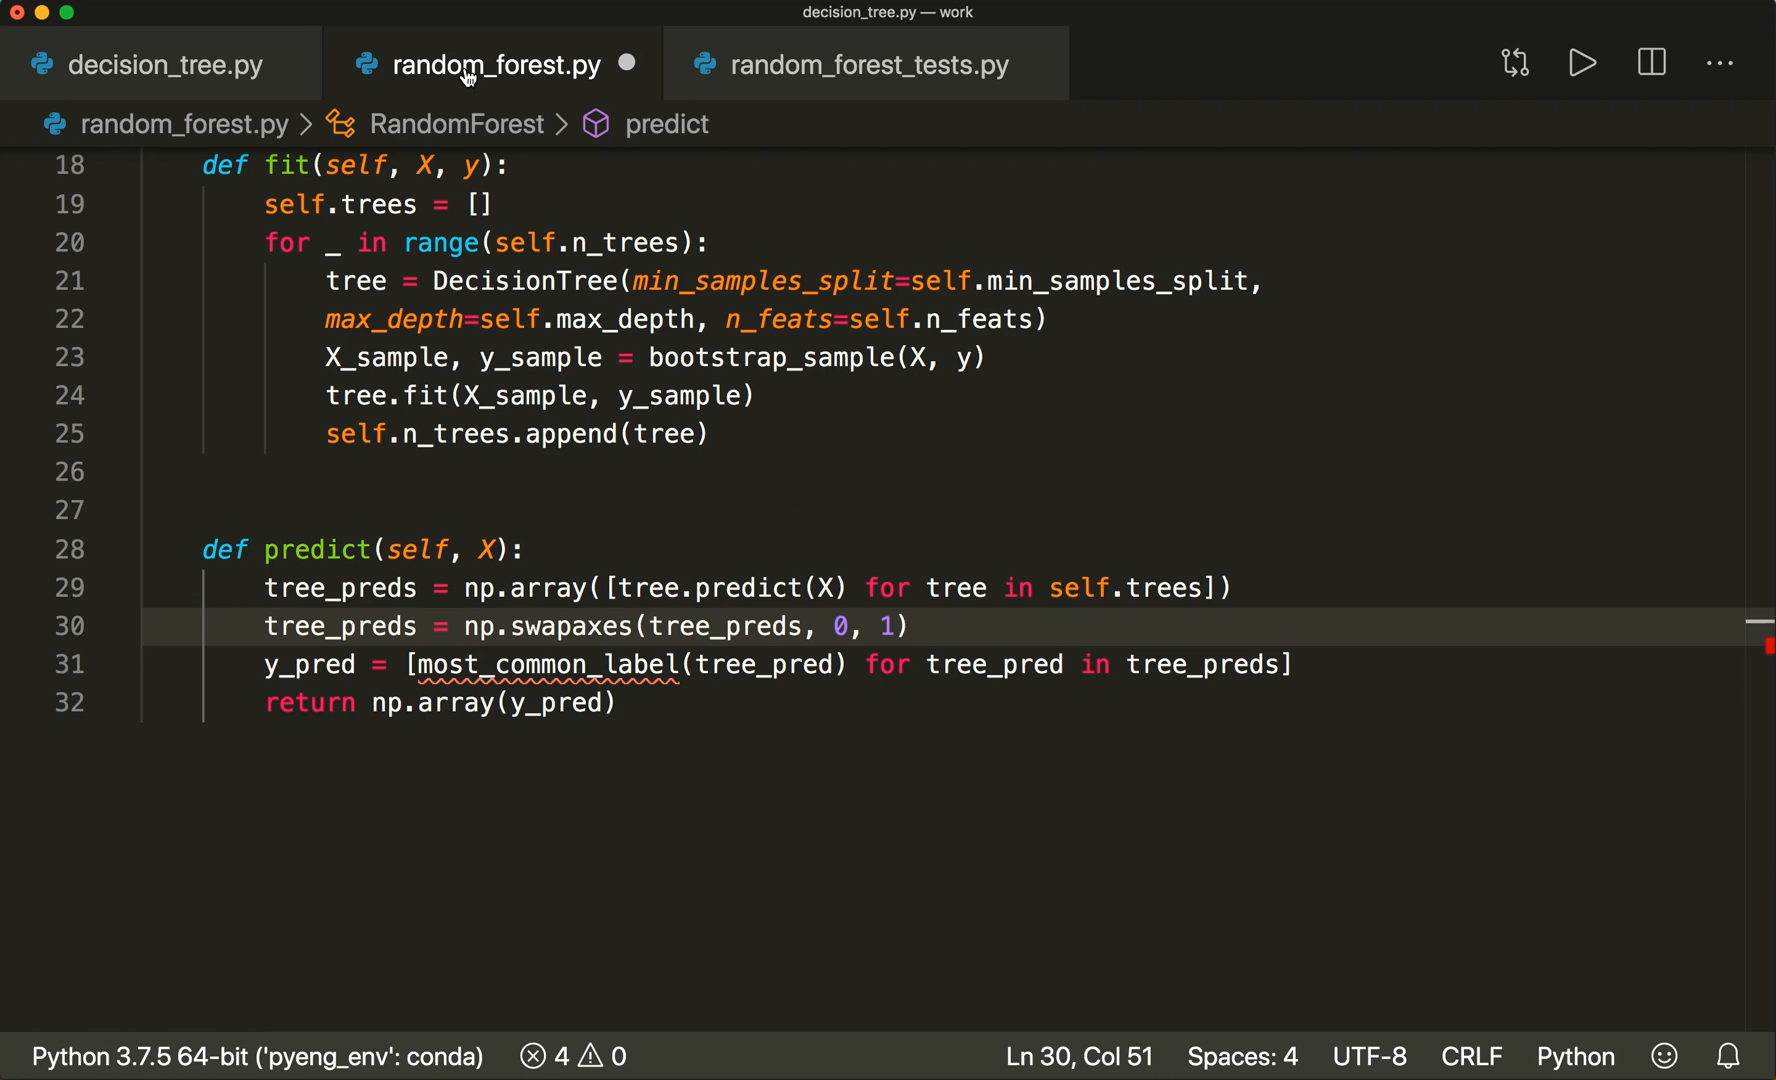 decision_tree.py — work
decision_tree.py
random_forest.py
random_forest_tests.py
random_forest.py > RandomForest > predict
18 def fit(self, X, y):
19 self.trees = []
20 for _ in range(self.n_trees):
21 tree = DecisionTree(min_samples_split=self.min_samples_split,
22 max_depth=self.max_depth, n_feats=self.n_feats)
23 X_sample, y_sample = bootstrap_sample(X, y)
24 tree.fit(X_sample, y_sample)
25 self.n_trees.append(tree)
26
27
28 def predict(self, X):
29 tree_preds = np.array([tree.predict(X) for tree in self.trees])
30 tree_preds = np.swapaxes(tree_preds, 0, 1)
31 y_pred = [most_common_label(tree_pred) for tree_pred in tree_preds]
32 return np.array(y_pred)
Python 3.7.5 64-bit ('pyeng_env': conda) 4 0 Ln 30, Col 51 Spaces: 4 UTF-8 CRLF Python